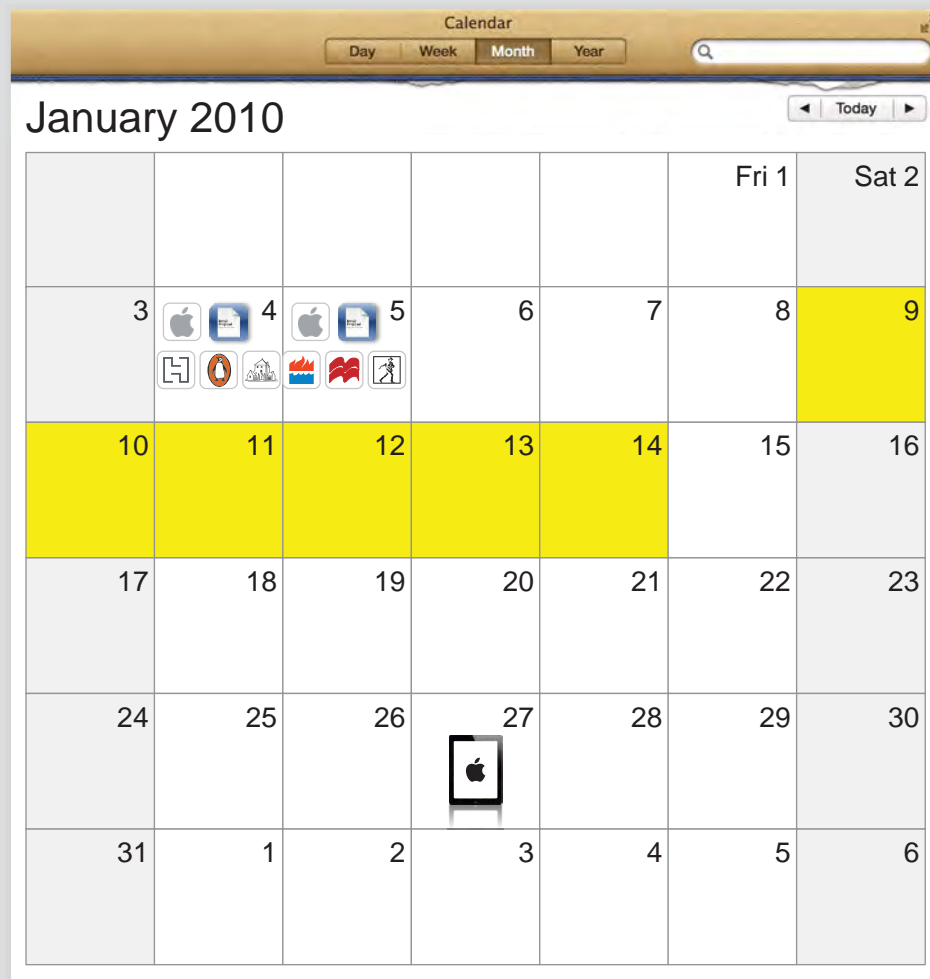 Calendar
Day Week Month Year
January 2010
Today
Fri 1 Sat 2
3 4 5 6 7 8 9
10 11 12 13 14 15 16
17 18 19 20 21 22 23
24 25 26 27 28 29 30
31 1 2 3 4 5 6